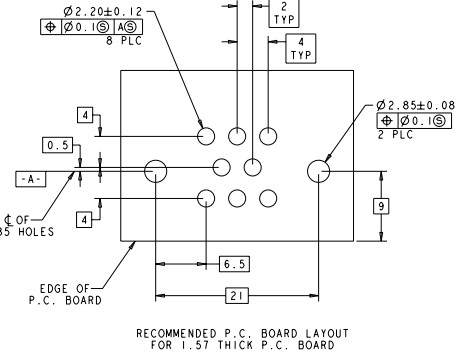 Ø2.20±0.12
⌖ Ø0.1Ⓢ AⓈ
8 PLC
2
TYP
4
TYP
Ø2.85±0.08
⌖ Ø0.1Ⓢ
2 PLC
4
0.5
-A-
℄ OF
85 HOLES
4
9
6.5
EDGE OF
P.C. BOARD
21
RECOMMENDED P.C. BOARD LAYOUT
FOR 1.57 THICK P.C. BOARD